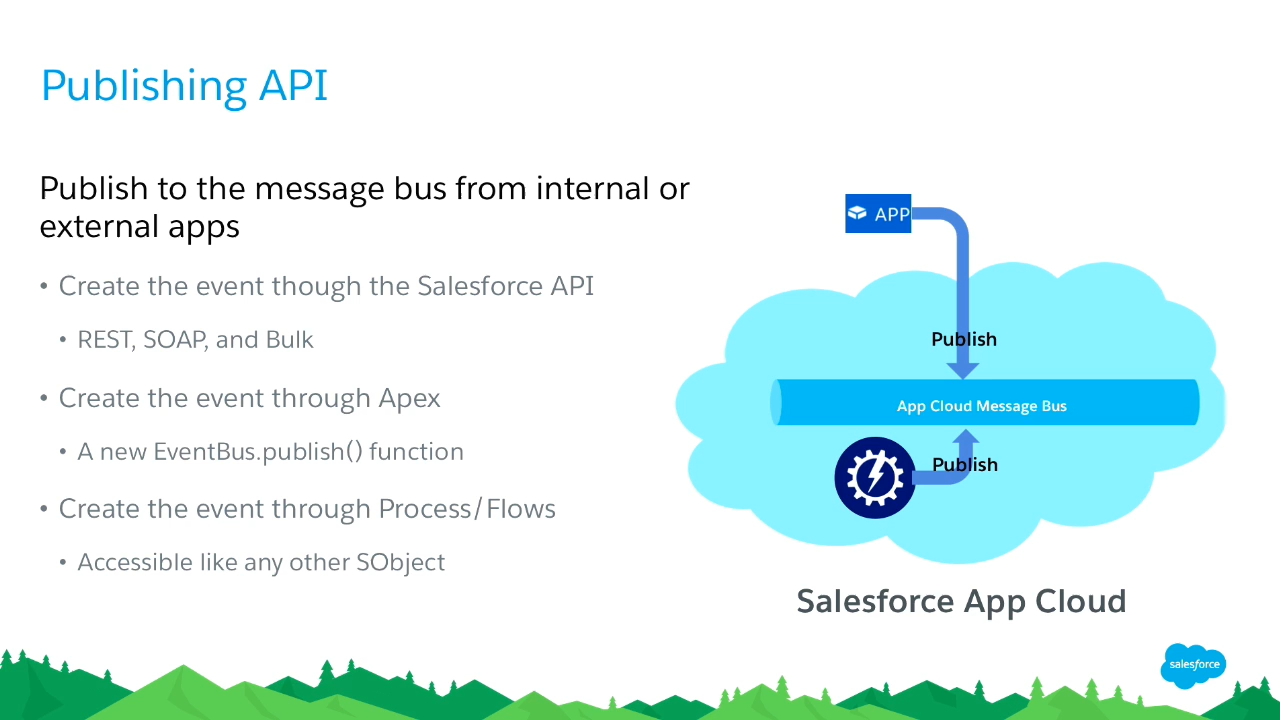 Publishing API
Publish to the message bus from internal or
external apps
• Create the event though the Salesforce API
• REST, SOAP, and Bulk
• Create the event through Apex
• A new EventBus.publish() function
• Create the event through Process/Flows
• Accessible like any other SObject
APP
Publish
App Cloud Message Bus
Publish
Salesforce App Cloud
salesforce